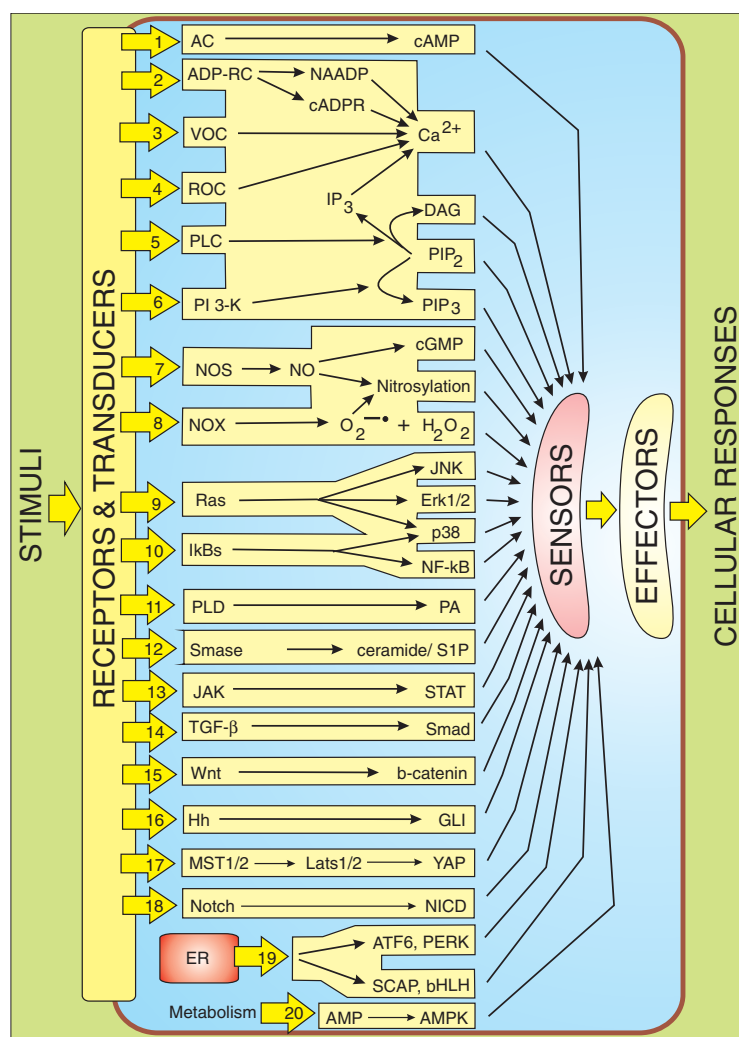 STIMULI
RECEPTORS & TRANSDUCERS
1 AC cAMP
2 ADP-RC NAADP
cADPR
Ca2+
3 VOC
4 ROC
IP3
DAG
5 PLC
PIP2
6 PI 3-K PIP3
cGMP
7 NOS NO
Nitrosylation
8 NOX O2–• + H2O2
JNK
9 Ras Erk1/2
p38
10 IkBs
NF-kB
11 PLD PA
12 Smase ceramide/ S1P
13 JAK STAT
14 TGF-β Smad
15 Wnt b-catenin
16 Hh GLI
17 MST1/2 Lats1/2 YAP
18 Notch NICD
ATF6, PERK
ER 19
SCAP, bHLH
Metabolism 20 AMP AMPK
SENSORS
EFFECTORS
CELLULAR RESPONSES